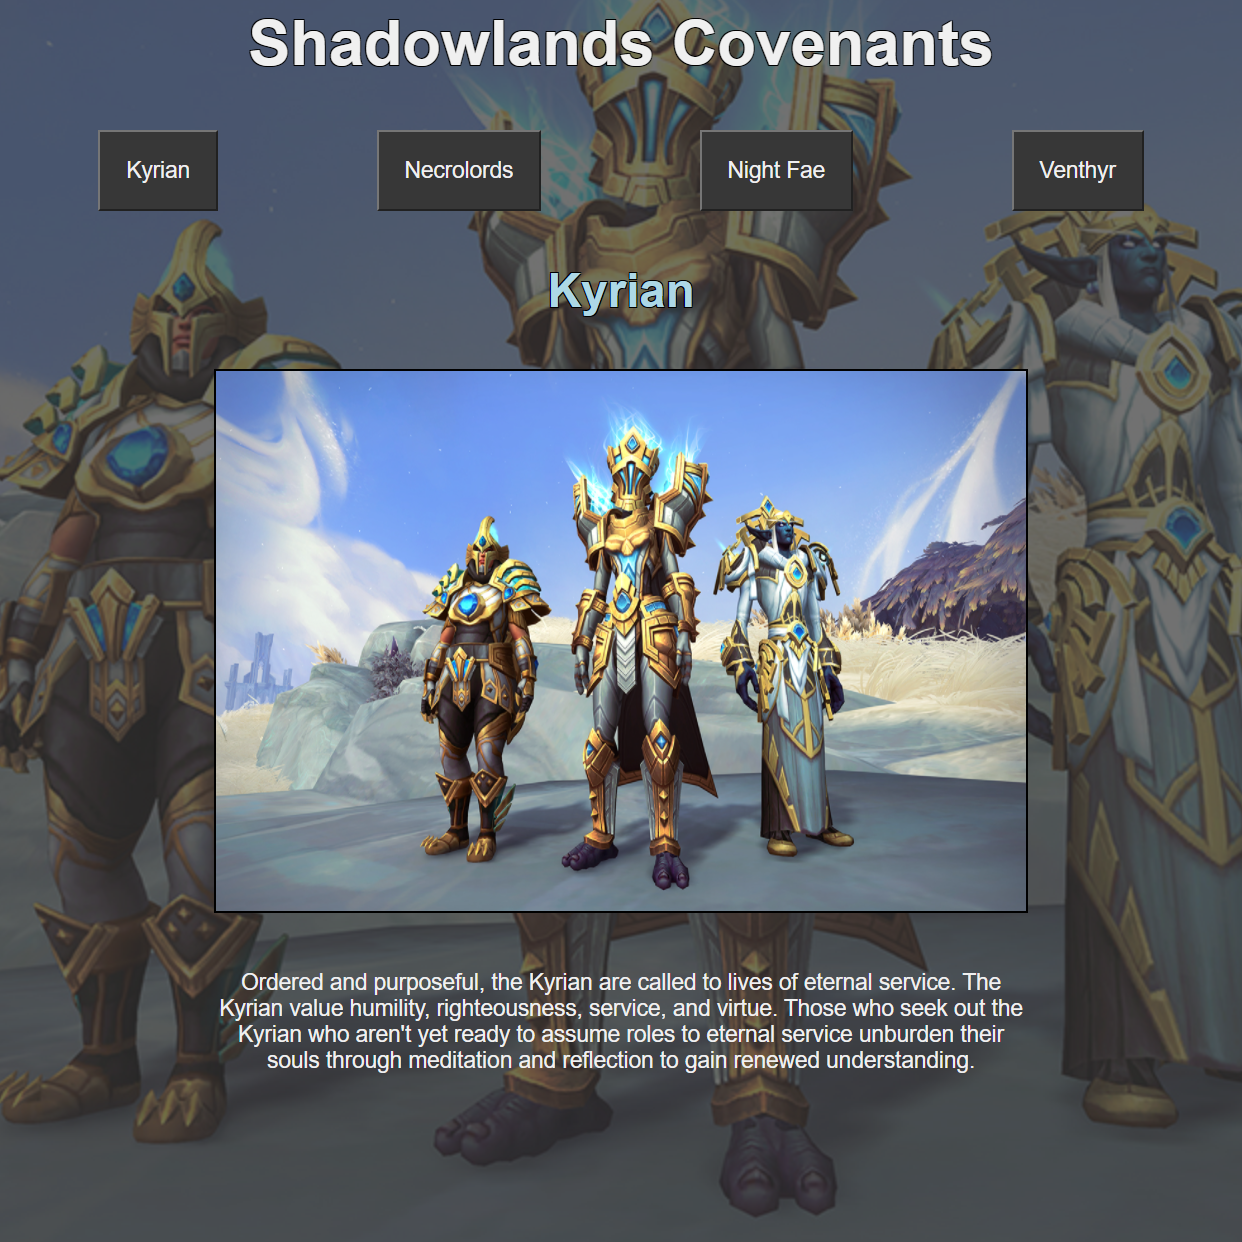 Shadowlands Covenants
Kyrian
Necrolords
Night Fae
Venthyr
Kyrian
Ordered and purposeful, the Kyrian are called to lives of eternal service. The
Kyrian value humility, righteousness, service, and virtue. Those who seek out the
Kyrian who aren't yet ready to assume roles to eternal service unburden their
souls through meditation and reflection to gain renewed understanding.